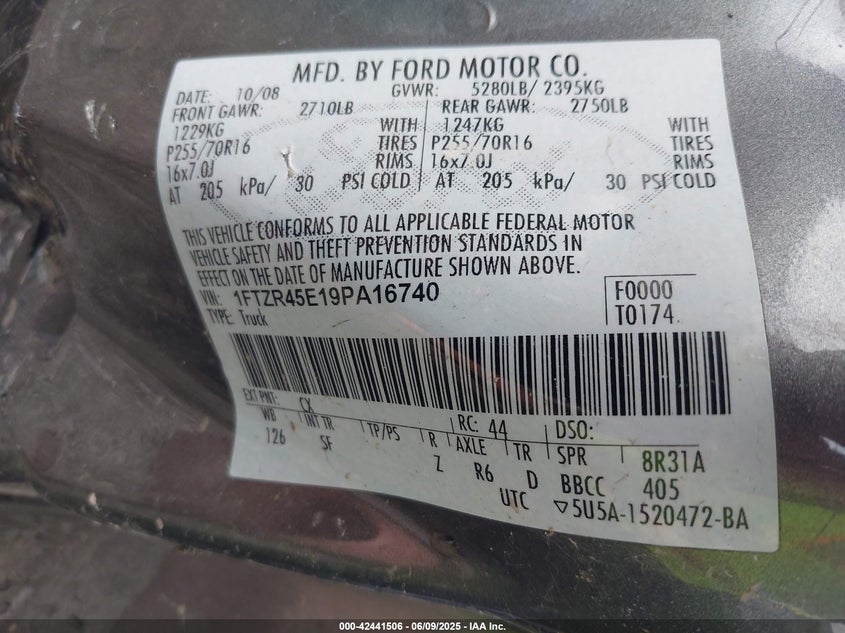 MFD. BY FORD MOTOR CO.
DATE: 10/08 GVWR: 5280LB/ 2395KG
FRONT GAWR: 2710LB REAR GAWR: 2750LB
1229KG WITH 1247KG WITH
P255/70R16 TIRES P255/70R16 TIRES
16x7.0J RIMS 16x7.0J RIMS
AT 205 kPa/ 30 PSI COLD AT 205 kPa/ 30 PSI COLD
THIS VEHICLE CONFORMS TO ALL APPLICABLE FEDERAL MOTOR
VEHICLE SAFETY AND THEFT PREVENTION STANDARDS IN
EFFECT ON THE DATE OF MANUFACTURE SHOWN ABOVE.
VIN: 1FTZR45E19PA16740 F0000
TYPE: Truck T0174
EXT PNT: CX RC: 44 DSO:
WB INT TR TP/PS R AXLE TR SPR 8R31A
126 SF Z R6 D BBCC 405
UTC ▽5U5A-1520472-BA
000-42441506 - 06/09/2025 - IAA Inc.